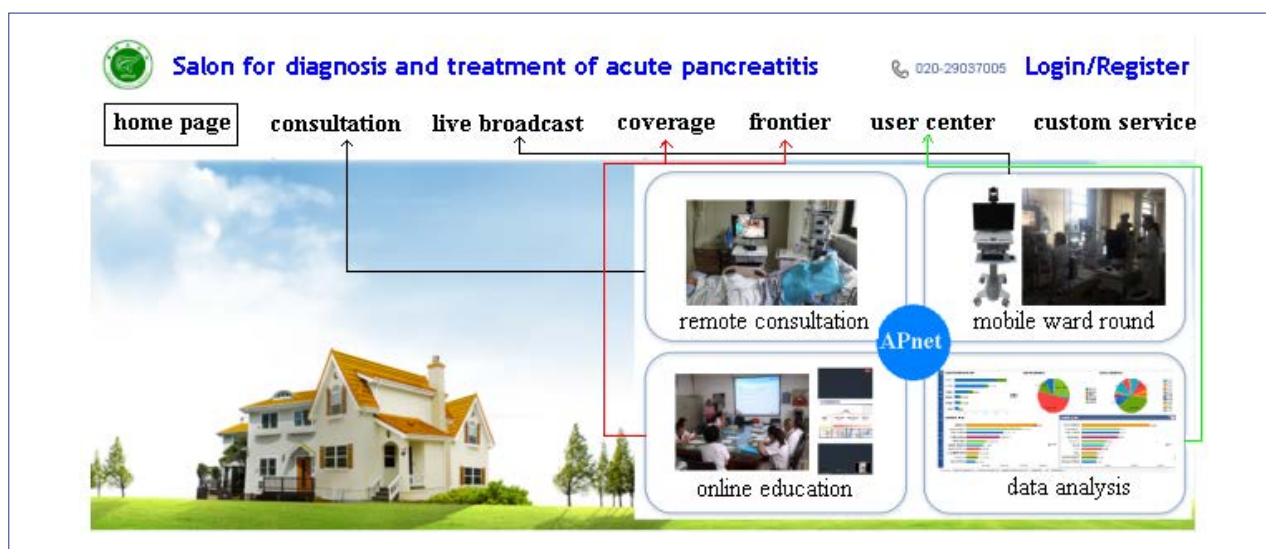 Salon for diagnosis and treatment of acute pancreatitis 020-29037005 Login/Register
home page consultation live broadcast coverage frontier user center custom service
remote consultation mobile ward round
APnet
online education data analysis